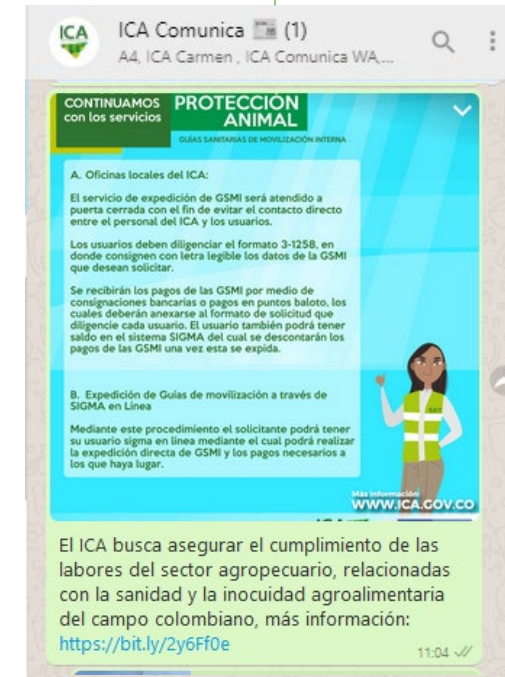 ICA
ICA Comunica (1)
A4, ICA Carmen , ICA Comunica WA,...
CONTINUAMOS
con los servicios
PROTECCIÓN
ANIMAL
GUÍAS SANITARIAS DE MOVILIZACIÓN INTERNA
A. Oficinas locales del ICA:
El servicio de expedición de GSMI será atendido a
puerta cerrada con el fin de evitar el contacto directo
entre el personal del ICA y los usuarios.
Los usuarios deben diligenciar el formato 3-1258, en
donde consignen con letra legible los datos de la GSMI
que desean solicitar.
Se recibirán los pagos de las GSMI por medio de
consignaciones bancarias o pagos en puntos baloto, los
cuales deberán anexarse al formato de solicitud que
diligencie cada usuario. El usuario también podrá tener
saldo en el sistema SIGMA del cual se descontarán los
pagos de las GSMI una vez esta se expida.
B. Expedición de Guías de movilización a través de
SIGMA en Línea
Mediante este procedimiento el solicitante podrá tener
su usuario sigma en línea mediante el cual podrá realizar
la expedición directa de GSMI y los pagos necesarios a
los que haya lugar.
Más información
WWW.ICA.GOV.CO
El ICA busca asegurar el cumplimiento de las
labores del sector agropecuario, relacionadas
con la sanidad y la inocuidad agroalimentaria
del campo colombiano, más información:
https://bit.ly/2y6Ff0e
11:04